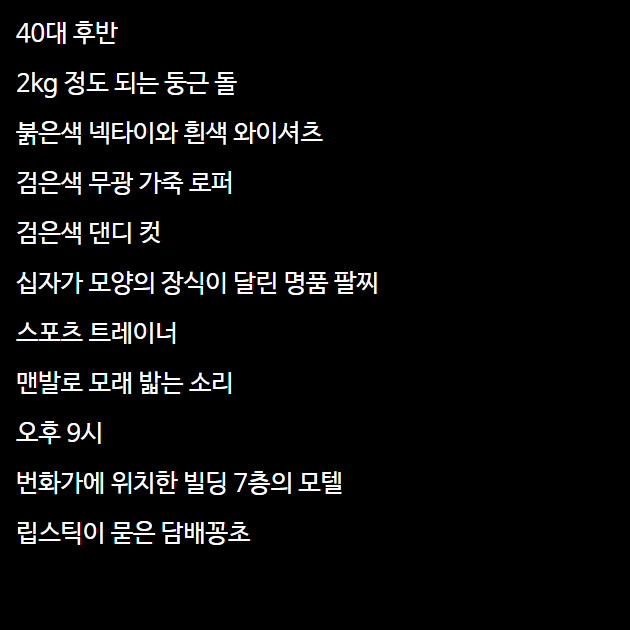 40대 후반
2kg 정도 되는 둥근 돌
붉은색 넥타이와 흰색 와이셔츠
검은색 무광 가죽 로퍼
검은색 댄디 컷
십자가 모양의 장식이 달린 명품 팔찌
스포츠 트레이너
맨발로 모래 밟는 소리
오후 9시
번화가에 위치한 빌딩 7층의 모텔
립스틱이 묻은 담배꽁초